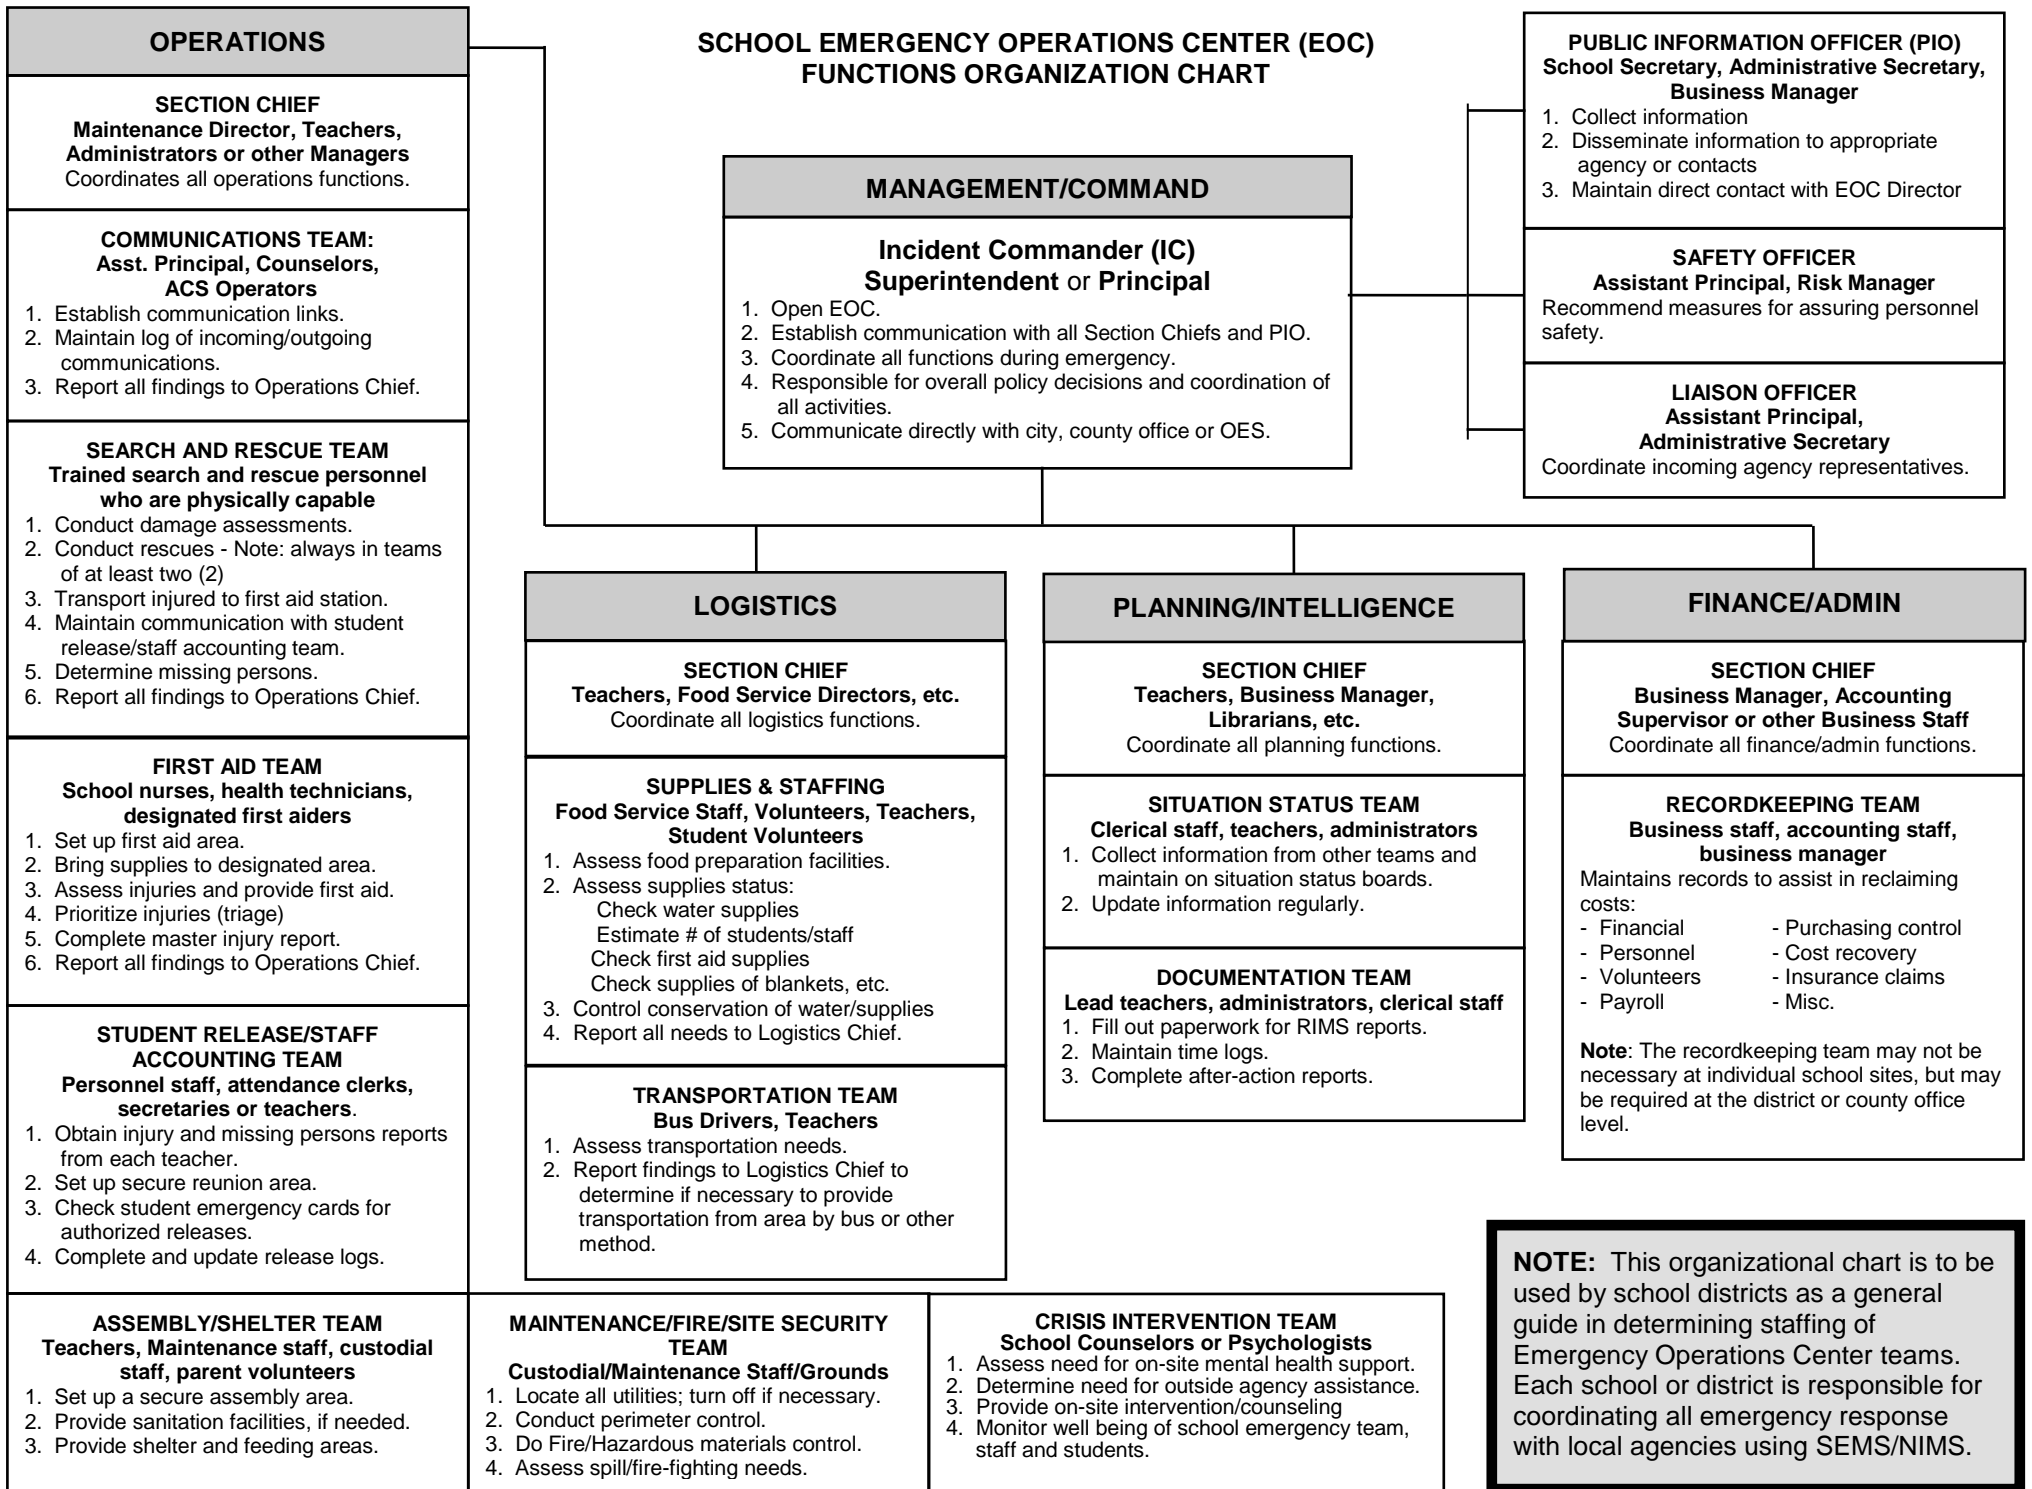 SCHOOL EMERGENCY OPERATIONS CENTER (EOC)
FUNCTIONS ORGANIZATION CHART
OPERATIONS
SECTION CHIEF
Maintenance Director, Teachers,
Administrators or other Managers
Coordinates all operations functions.
COMMUNICATIONS TEAM:
Asst. Principal, Counselors,
ACS Operators
1. Establish communication links.
2. Maintain log of incoming/outgoing
communications.
3. Report all findings to Operations Chief.
SEARCH AND RESCUE TEAM
Trained search and rescue personnel
who are physically capable
1. Conduct damage assessments.
2. Conduct rescues - Note: always in teams
of at least two (2)
3. Transport injured to first aid station.
4. Maintain communication with student
release/staff accounting team.
5. Determine missing persons.
6. Report all findings to Operations Chief.
FIRST AID TEAM
School nurses, health technicians,
designated first aiders
1. Set up first aid area.
2. Bring supplies to designated area.
3. Assess injuries and provide first aid.
4. Prioritize injuries (triage)
5. Complete master injury report.
6. Report all findings to Operations Chief.
STUDENT RELEASE/STAFF
ACCOUNTING TEAM
Personnel staff, attendance clerks,
secretaries or teachers.
1. Obtain injury and missing persons reports
from each teacher.
2. Set up secure reunion area.
3. Check student emergency cards for
authorized releases.
4. Complete and update release logs.
ASSEMBLY/SHELTER TEAM
Teachers, Maintenance staff, custodial
staff, parent volunteers
1. Set up a secure assembly area.
2. Provide sanitation facilities, if needed.
3. Provide shelter and feeding areas.
MAINTENANCE/FIRE/SITE SECURITY
TEAM
Custodial/Maintenance Staff/Grounds
1. Locate all utilities; turn off if necessary.
2. Conduct perimeter control.
3. Do Fire/Hazardous materials control.
4. Assess spill/fire-fighting needs.
CRISIS INTERVENTION TEAM
School Counselors or Psychologists
1. Assess need for on-site mental health support.
2. Determine need for outside agency assistance.
3. Provide on-site intervention/counseling
4. Monitor well being of school emergency team,
staff and students.
MANAGEMENT/COMMAND
Incident Commander (IC)
Superintendent or Principal
1. Open EOC.
2. Establish communication with all Section Chiefs and PIO.
3. Coordinate all functions during emergency.
4. Responsible for overall policy decisions and coordination of
all activities.
5. Communicate directly with city, county office or OES.
PUBLIC INFORMATION OFFICER (PIO)
School Secretary, Administrative Secretary,
Business Manager
1. Collect information
2. Disseminate information to appropriate
agency or contacts
3. Maintain direct contact with EOC Director
SAFETY OFFICER
Assistant Principal, Risk Manager
Recommend measures for assuring personnel
safety.
LIAISON OFFICER
Assistant Principal,
Administrative Secretary
Coordinate incoming agency representatives.
LOGISTICS
SECTION CHIEF
Teachers, Food Service Directors, etc.
Coordinate all logistics functions.
SUPPLIES & STAFFING
Food Service Staff, Volunteers, Teachers,
Student Volunteers
1. Assess food preparation facilities.
2. Assess supplies status:
Check water supplies
Estimate # of students/staff
Check first aid supplies
Check supplies of blankets, etc.
3. Control conservation of water/supplies
4. Report all needs to Logistics Chief.
TRANSPORTATION TEAM
Bus Drivers, Teachers
1. Assess transportation needs.
2. Report findings to Logistics Chief to
determine if necessary to provide
transportation from area by bus or other
method.
PLANNING/INTELLIGENCE
SECTION CHIEF
Teachers, Business Manager,
Librarians, etc.
Coordinate all planning functions.
SITUATION STATUS TEAM
Clerical staff, teachers, administrators
1. Collect information from other teams and
maintain on situation status boards.
2. Update information regularly.
DOCUMENTATION TEAM
Lead teachers, administrators, clerical staff
1. Fill out paperwork for RIMS reports.
2. Maintain time logs.
3. Complete after-action reports.
FINANCE/ADMIN
SECTION CHIEF
Business Manager, Accounting
Supervisor or other Business Staff
Coordinate all finance/admin functions.
RECORDKEEPING TEAM
Business staff, accounting staff,
business manager
Maintains records to assist in reclaiming
costs:
- Financial - Purchasing control
- Personnel - Cost recovery
- Volunteers - Insurance claims
- Payroll - Misc.
Note: The recordkeeping team may not be
necessary at individual school sites, but may
be required at the district or county office
level.
NOTE: This organizational chart is to be
used by school districts as a general
guide in determining staffing of
Emergency Operations Center teams.
Each school or district is responsible for
coordinating all emergency response
with local agencies using SEMS/NIMS.